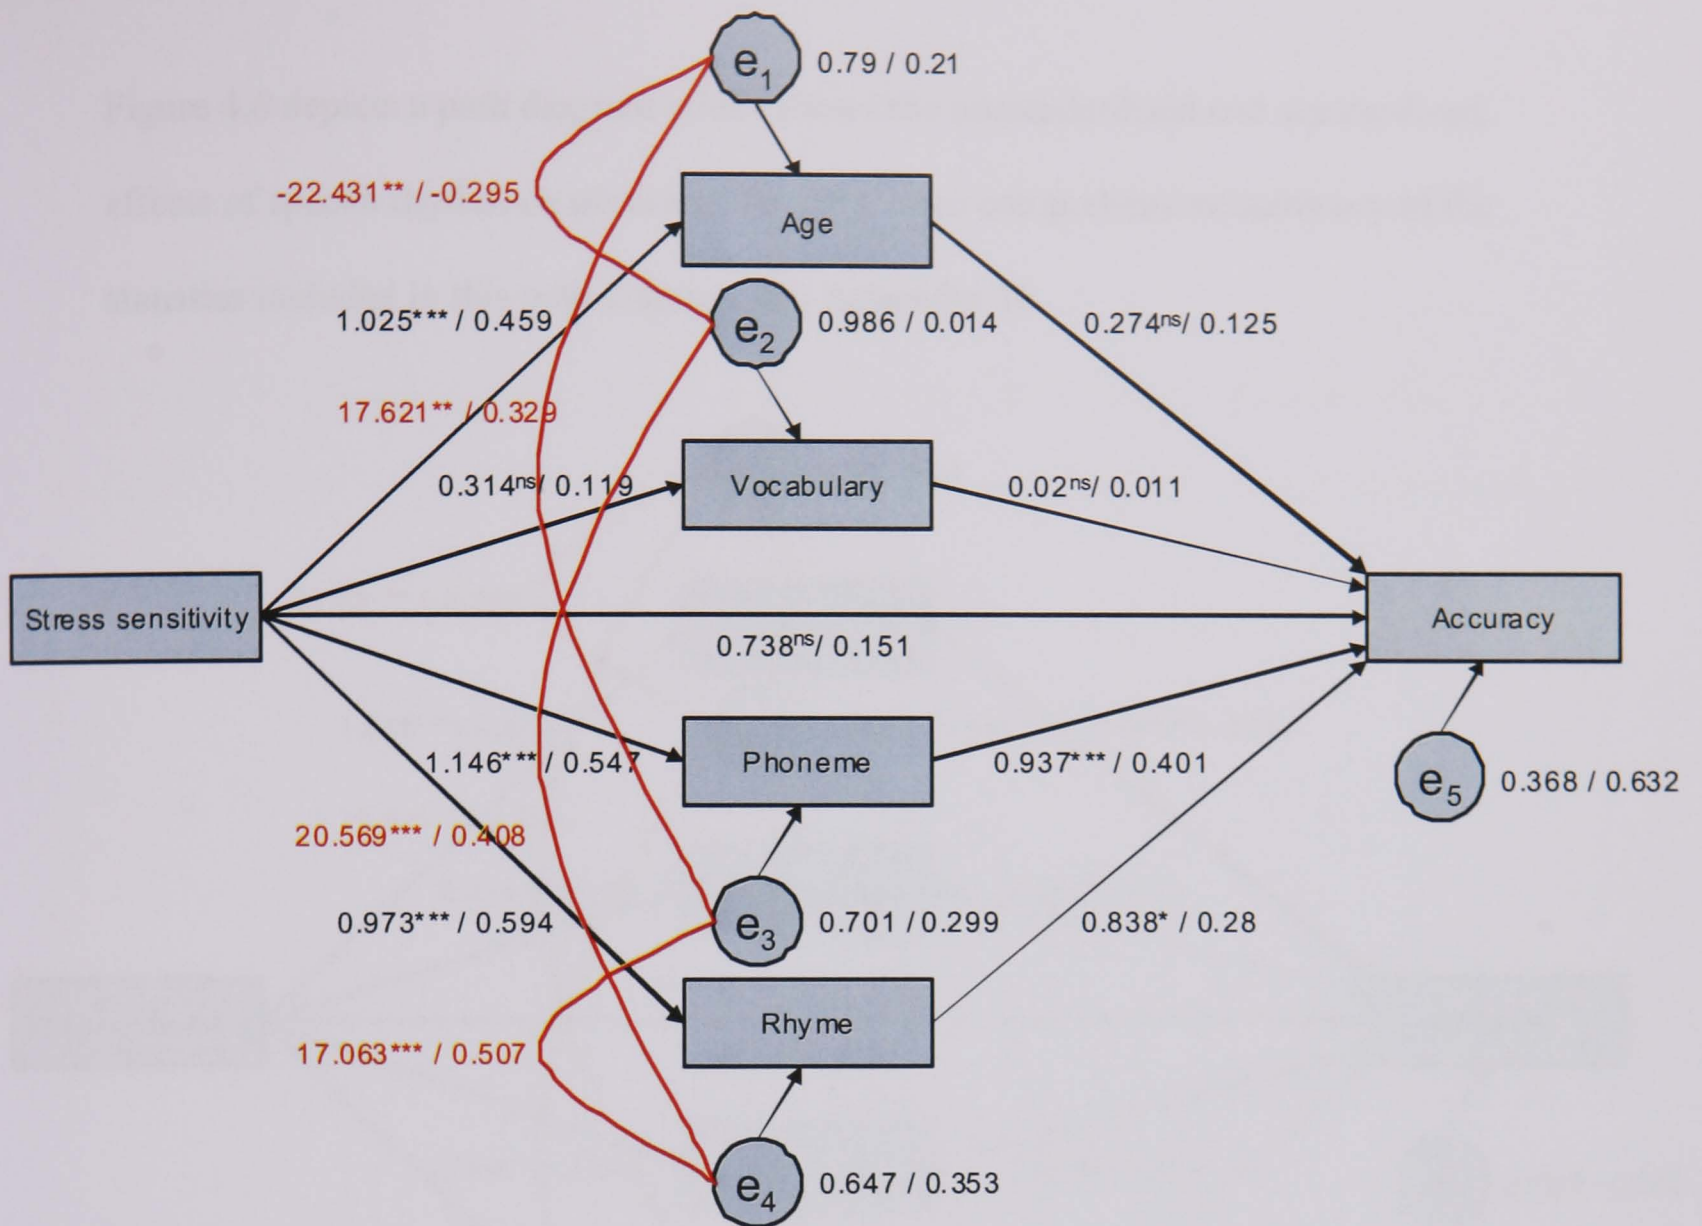 e1 0.79 / 0.21
-22.431** / -0.295
Age
1.025*** / 0.459
e2 0.986 / 0.014
0.274ns/ 0.125
17.621** / 0.329
0.314ns/ 0.119
Vocabulary
0.02ns/ 0.011
Stress sensitivity
0.738ns/ 0.151
Accuracy
1.146*** / 0.547
Phoneme
0.937*** / 0.401
e5 0.368 / 0.632
20.569*** / 0.408
0.973*** / 0.594
e3 0.701 / 0.299
0.838* / 0.28
Rhyme
17.063*** / 0.507
e4 0.647 / 0.353